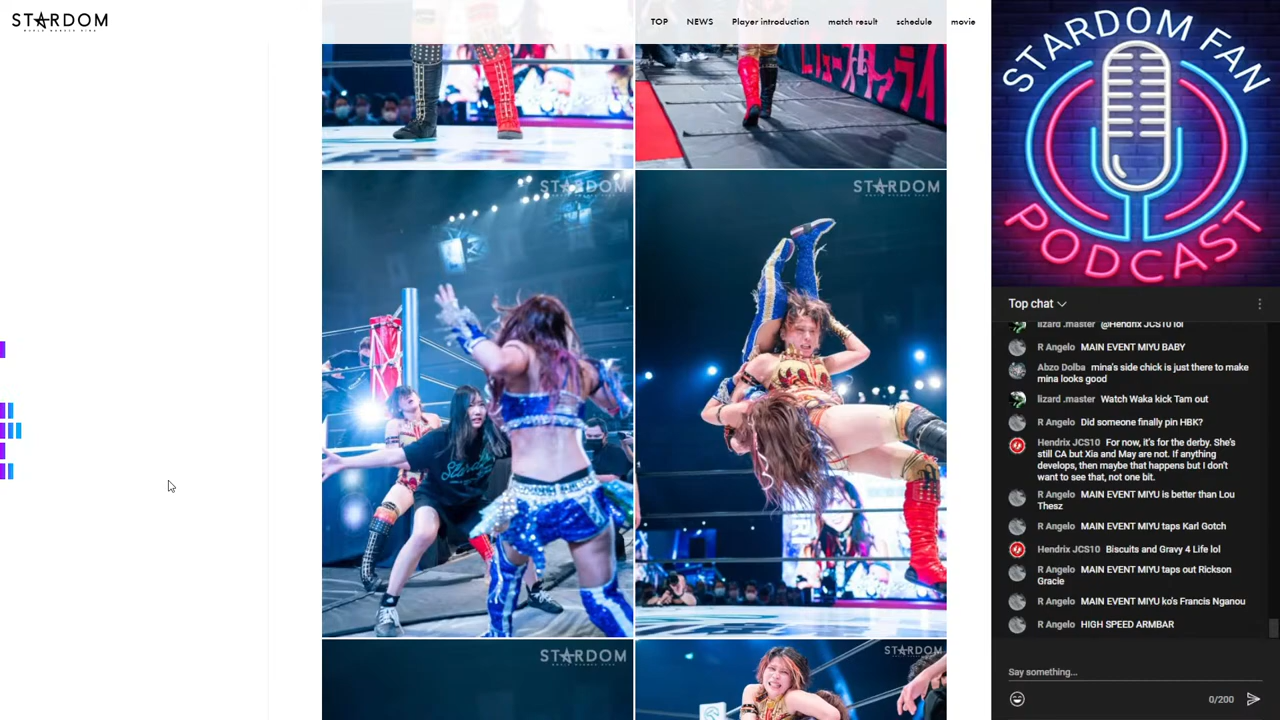 STARDOM
TOP NEWS Player introduction match result schedule movie
STARDOM
STARDOM
STARDOM
STARDOM
STARDOM FAN
PODCAST
Top chat
lizard .master @Hendrix JCS10 lol
R Angelo MAIN EVENT MIYU BABY
Abzo Dolba mina's side chick is just there to make
mina looks good
lizard .master Watch Waka kick Tam out
R Angelo Did someone finally pin HBK?
Hendrix JCS10 For now, it's for the derby. She's
still CA but Xia and May are not. If anything
develops, then maybe that happens but I don't
want to see that, not one bit.
R Angelo MAIN EVENT MIYU is better than Lou
Thesz
R Angelo MAIN EVENT MIYU taps Karl Gotch
Hendrix JCS10 Biscuits and Gravy 4 Life lol
R Angelo MAIN EVENT MIYU taps out Rickson
Gracie
R Angelo MAIN EVENT MIYU ko's Francis Nganou
R Angelo HIGH SPEED ARMBAR
Say something...
0/200